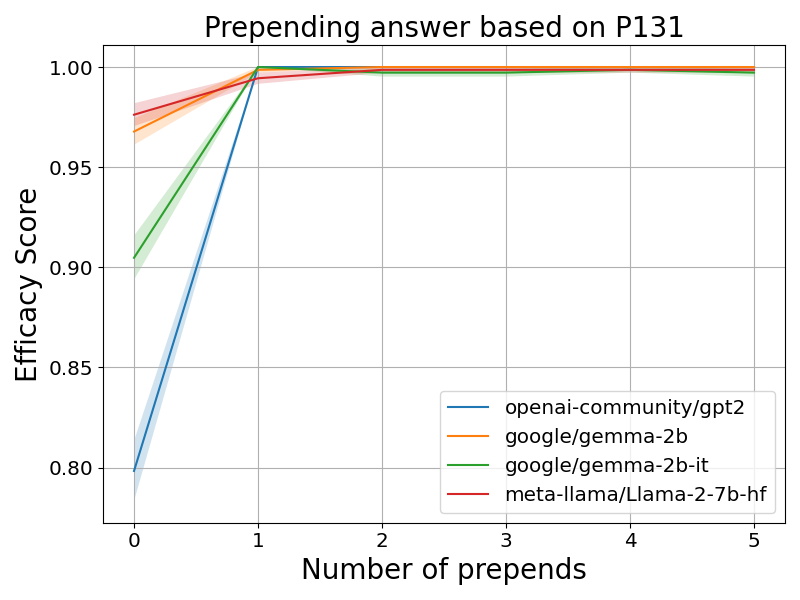 Prepending answer based on P131
Efficacy Score
1.00
0.95
0.90
0.85
0.80
openai-community/gpt2
google/gemma-2b
google/gemma-2b-it
meta-llama/Llama-2-7b-hf
0 1 2 3 4 5
Number of prepends